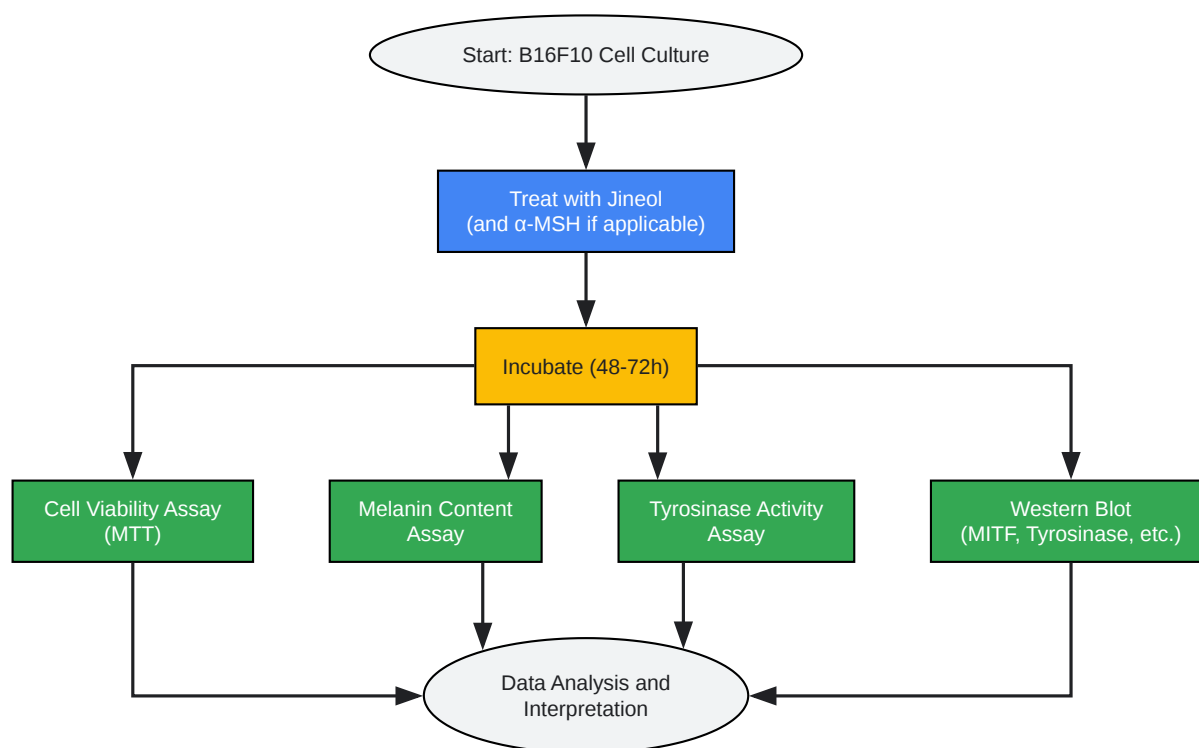 Start: B16F10 Cell Culture
Treat with Jineol
(and α-MSH if applicable)
Incubate (48-72h)
Cell Viability Assay
(MTT)
Melanin Content
Assay
Tyrosinase Activity
Assay
Western Blot
(MITF, Tyrosinase, etc.)
Data Analysis and
Interpretation